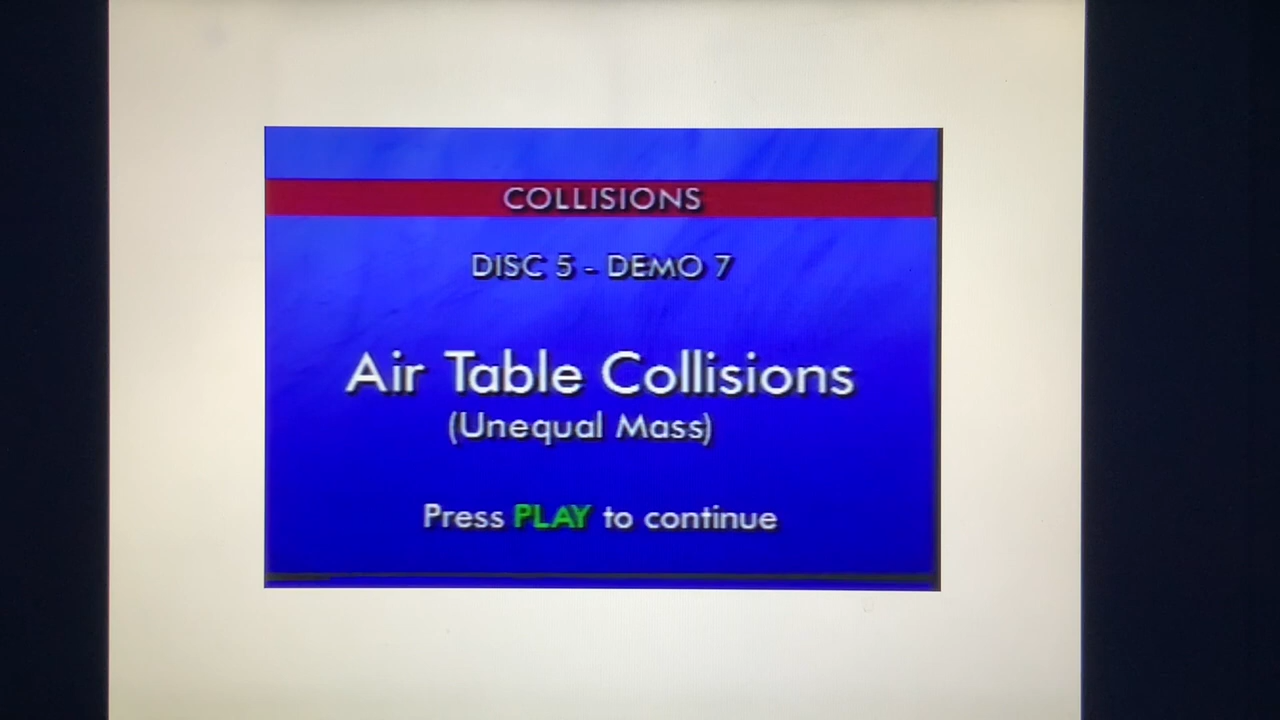 COLLISIONS
DISC 5 - DEMO 7
Air Table Collisions
(Unequal Mass)
Press PLAY to continue